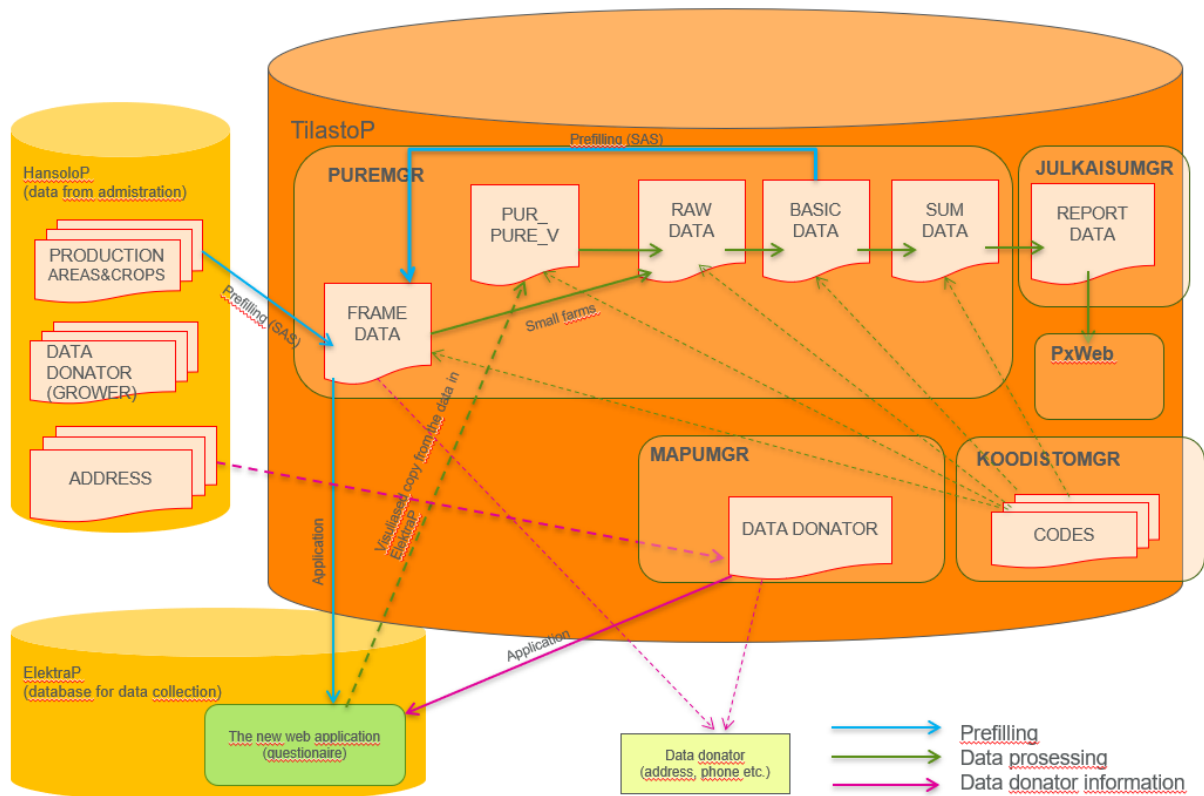 TilastoP
Prefilling (SAS)
PUREMGR
JULKAISUMGR
HansoloP
(data from admistration)
PUR_
PURE_V
RAW
DATA
BASIC
DATA
SUM
DATA
REPORT
DATA
PRODUCTION
AREAS&CROPS
Prefilling (SAS)
FRAME
DATA
Small farms
DATA
DONATOR
(GROWER)
PxWeb
Visuliased copy from the data in
ElektraP
ADDRESS
MAPUMGR
KOODISTOMGR
DATA DONATOR
CODES
Application
Application
ElektraP
(database for data collection)
The new web application
(questionaire)
Data donator
(address, phone etc.)
Prefilling
Data prosessing
Data donator information